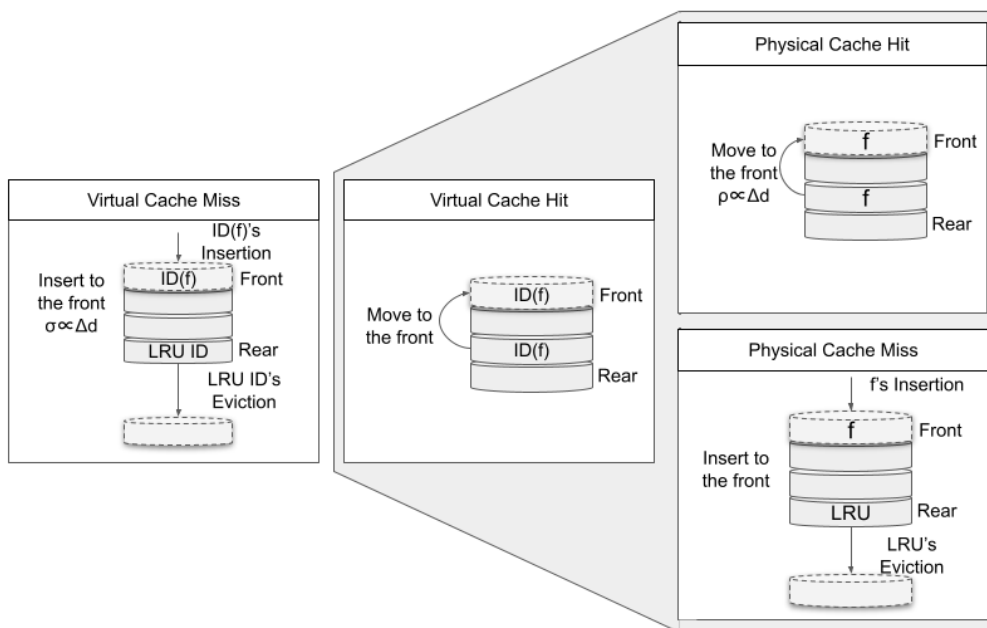 Virtual Cache Miss
ID(f)'s
Insertion
Insert to
the front
σ∝Δd
ID(f)
Front
LRU ID
Rear
LRU ID's
Eviction
Virtual Cache Hit
Move to
the front
ID(f)
Front
ID(f)
Rear
Physical Cache Hit
Move to
the front
ρ∝Δd
f
Front
f
Rear
Physical Cache Miss
f's Insertion
Insert to
the front
f
Front
LRU
Rear
LRU's
Eviction